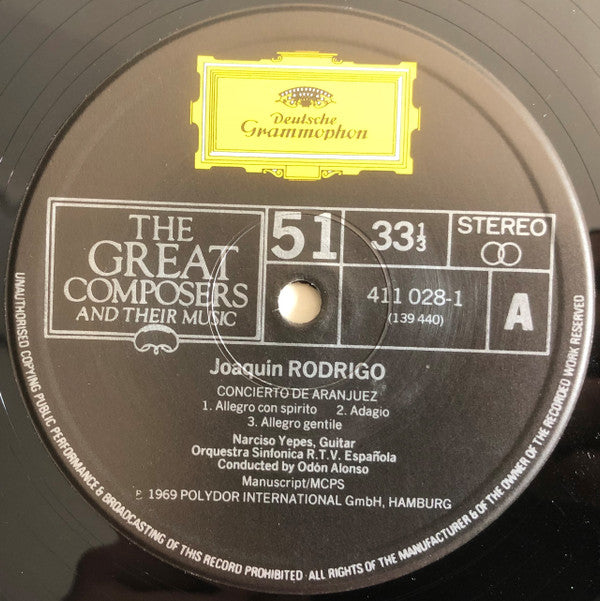 Deutsche
Grammophon
THE
GREAT
COMPOSERS
AND THEIR MUSIC
51
33⅓
STEREO
411 028-1
(139 440)
A
Joaquin RODRIGO
CONCIERTO DE ARANJUEZ
1. Allegro con spirito 2. Adagio
3. Allegro gentile
Narciso Yepes, Guitar
Orquestra Sinfonica R.T.V. Española
Conducted by Odón Alonso
Manuscript/MCPS
℗ 1969 POLYDOR INTERNATIONAL GmbH, HAMBURG
UNAUTHORISED COPYING PUBLIC PERFORMANCE & BROADCASTING OF THIS RECORD PROHIBITED · ALL RIGHTS OF THE MANUFACTURER & OF THE OWNER OF THE RECORDED WORK RESERVED